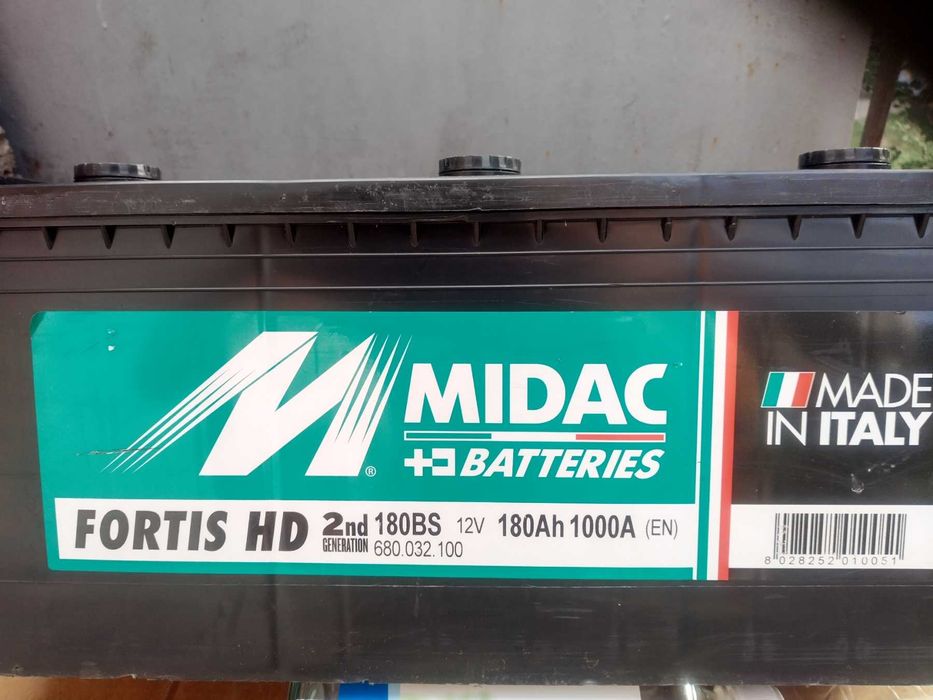 MIDAC
BATTERIES
®
MADE
IN ITALY
FORTIS HD 2nd GENERATION 180BS 12V 180Ah 1000A (EN)
680.032.100
8 028252 010051